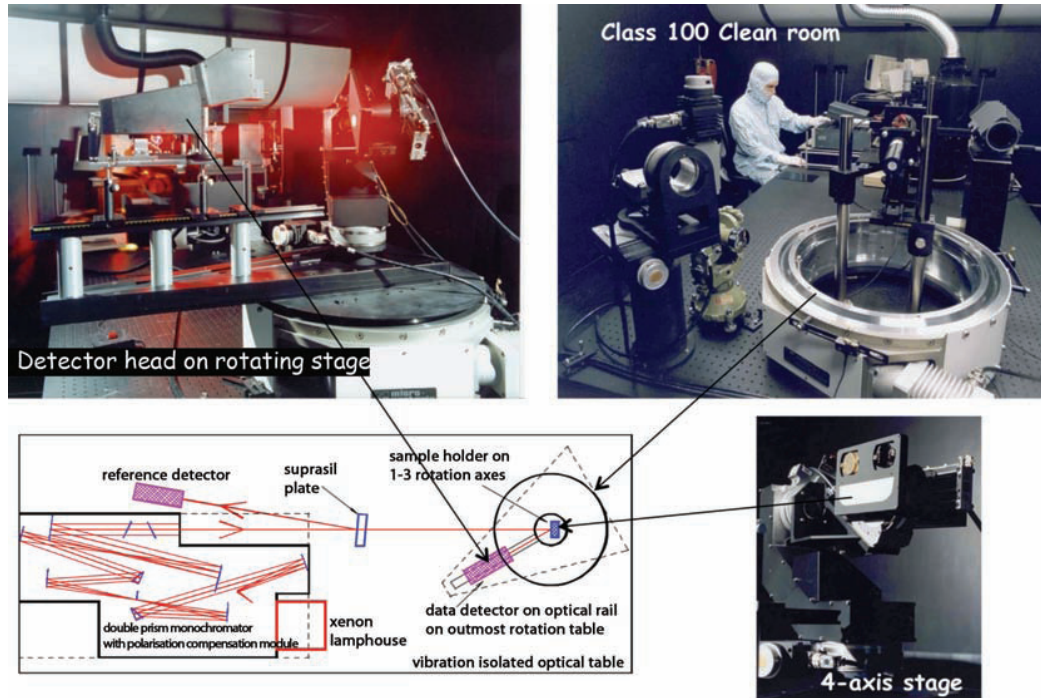 Class 100 Clean room
Detector head on rotating stage
reference detector
suprasil
plate
sample holder on
1-3 rotation axes
data detector on optical rail
on outmost rotation table
double prism monochromator
with polarisation compensation module
xenon
lamphouse
vibration isolated optical table
4-axis stage